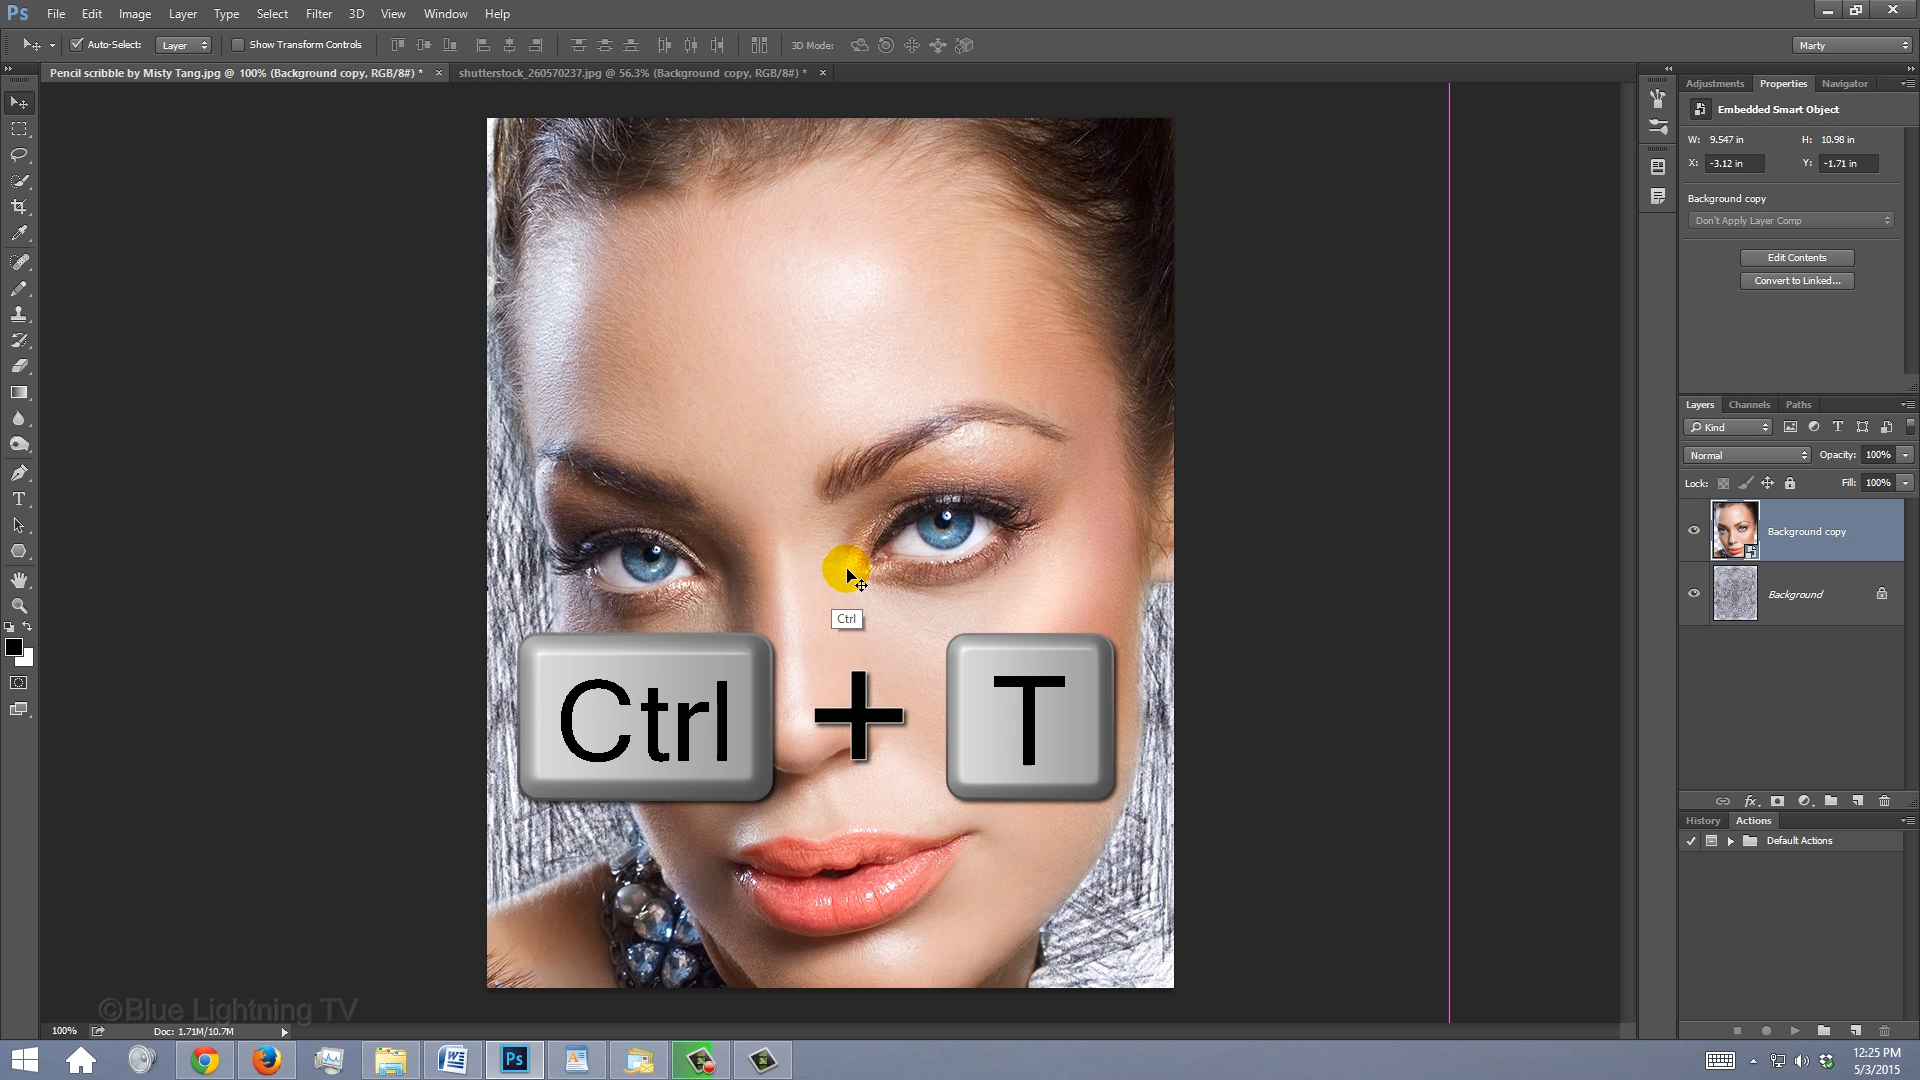 Ps File Edit Image Layer Type Select Filter 3D View Window Help
Auto-Select: Layer Show Transform Controls 3D Mode: Marty
Pencil scribble by Misty Tang.jpg @ 100% (Background copy, RGB/8#) * × shutterstock_260570237.jpg @ 56.3% (Background copy, RGB/8#) * ×
Adjustments Properties Navigator
Embedded Smart Object
W: 9.547 in H: 10.98 in
X: -3.12 in Y: -1.71 in
Background copy
Don't Apply Layer Comp
Edit Contents
Convert to Linked...
Layers Channels Paths
Kind
Normal Opacity: 100%
Lock: Fill: 100%
Background copy
Background
Ctrl
Ctrl + T
History Actions
Default Actions
©Blue Lightning TV
100% Doc: 1.71M/10.7M
12:25 PM
5/3/2015